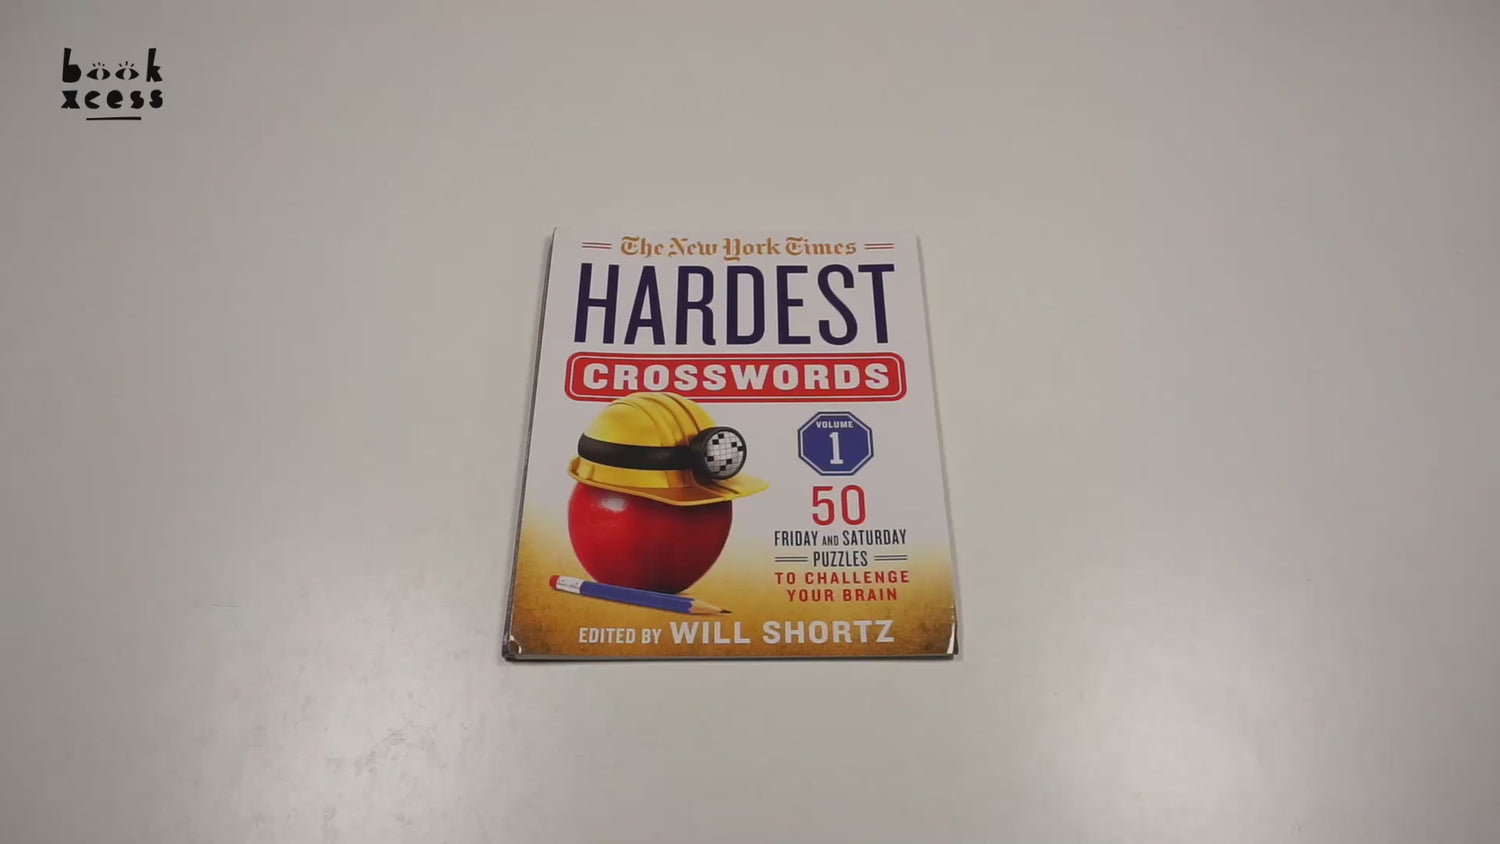 book
xcess
The New York Times
HARDEST
CROSSWORDS
VOLUME
1
50
FRIDAY AND SATURDAY
PUZZLES
TO CHALLENGE
YOUR BRAIN
EDITED BY WILL SHORTZ